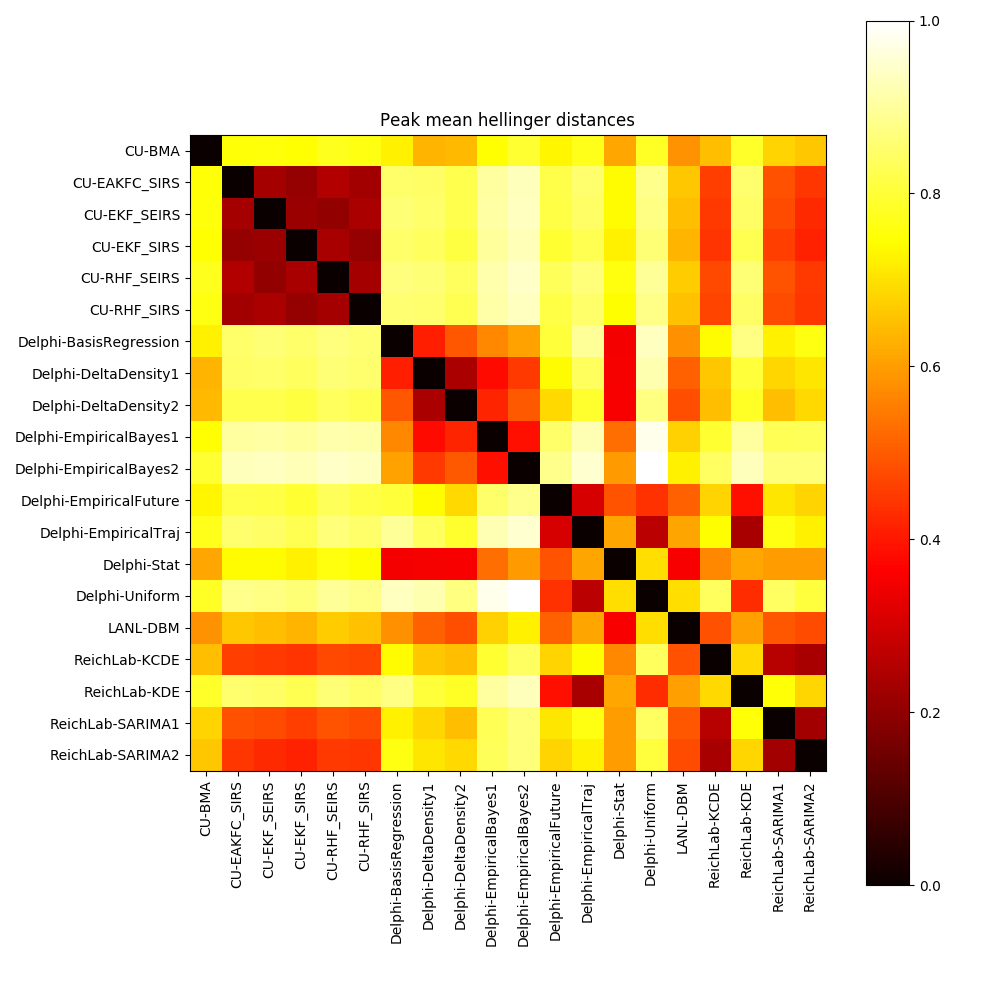 Peak mean hellinger distances
1.0
0.8
0.6
0.4
0.2
0.0
CU-BMA
CU-EAKFC_SIRS
CU-EKF_SEIRS
CU-EKF_SIRS
CU-RHF_SEIRS
CU-RHF_SIRS
Delphi-BasisRegression
Delphi-DeltaDensity1
Delphi-DeltaDensity2
Delphi-EmpiricalBayes1
Delphi-EmpiricalBayes2
Delphi-EmpiricalFuture
Delphi-EmpiricalTraj
Delphi-Stat
Delphi-Uniform
LANL-DBM
ReichLab-KCDE
ReichLab-KDE
ReichLab-SARIMA1
ReichLab-SARIMA2
CU-BMA
CU-EAKFC_SIRS
CU-EKF_SEIRS
CU-EKF_SIRS
CU-RHF_SEIRS
CU-RHF_SIRS
Delphi-BasisRegression
Delphi-DeltaDensity1
Delphi-DeltaDensity2
Delphi-EmpiricalBayes1
Delphi-EmpiricalBayes2
Delphi-EmpiricalFuture
Delphi-EmpiricalTraj
Delphi-Stat
Delphi-Uniform
LANL-DBM
ReichLab-KCDE
ReichLab-KDE
ReichLab-SARIMA1
ReichLab-SARIMA2